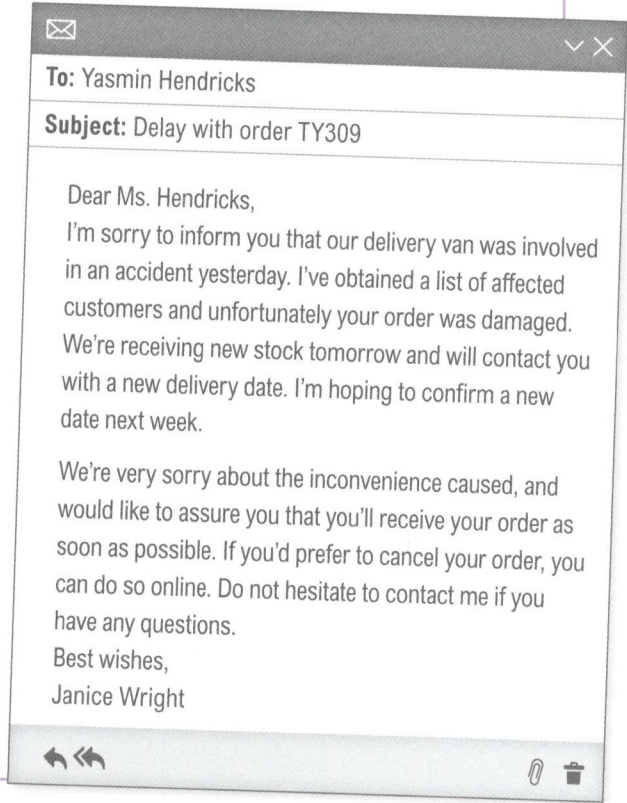 To: Yasmin Hendricks
Subject: Delay with order TY309
Dear Ms. Hendricks,
I'm sorry to inform you that our delivery van was involved
in an accident yesterday. I've obtained a list of affected
customers and unfortunately your order was damaged.
We're receiving new stock tomorrow and will contact you
with a new delivery date. I'm hoping to confirm a new
date next week.
We're very sorry about the inconvenience caused, and
would like to assure you that you'll receive your order as
soon as possible. If you'd prefer to cancel your order, you
can do so online. Do not hesitate to contact me if you
have any questions.
Best wishes,
Janice Wright